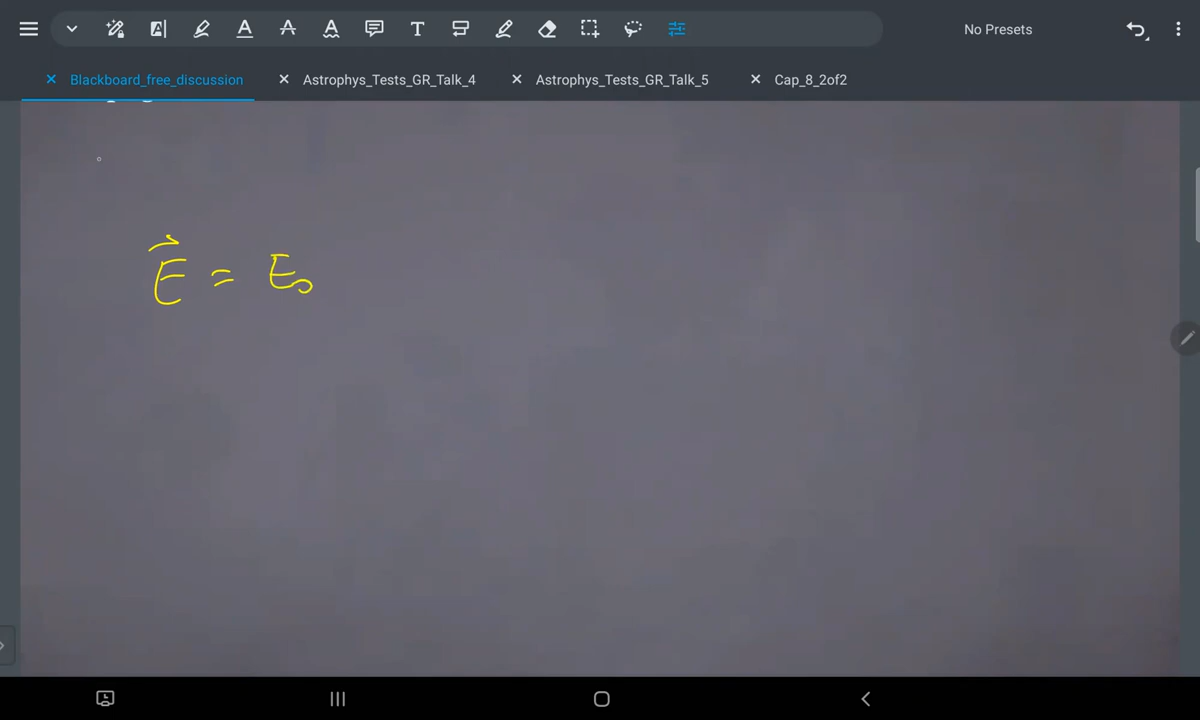 No Presets
Blackboard_free_discussion Astrophys_Tests_GR_Talk_4 Astrophys_Tests_GR_Talk_5 Cap_8_2of2
E⃗ = E₀